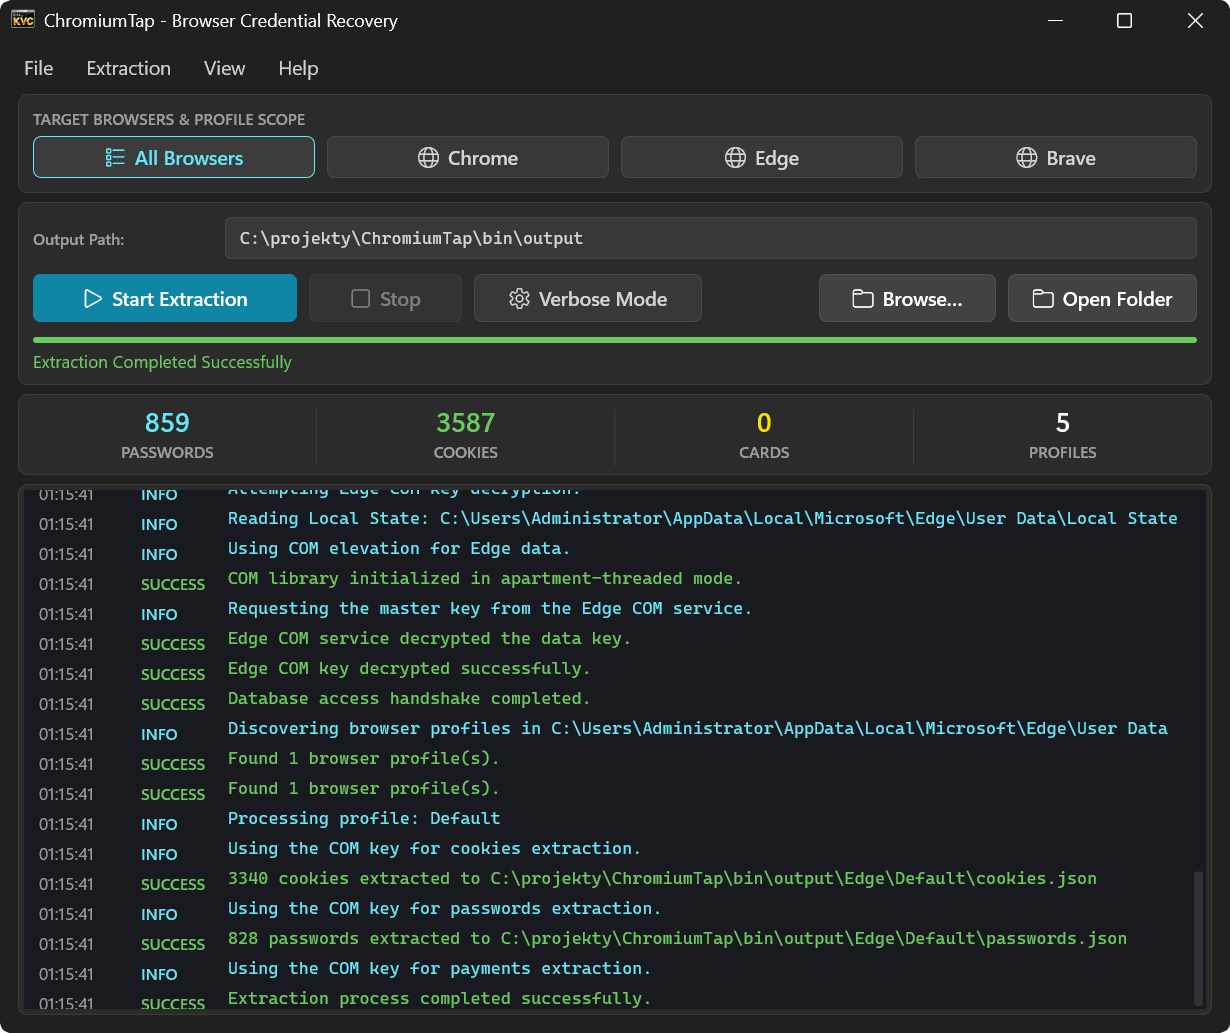 KVC ChromiumTap - Browser Credential Recovery
File Extraction View Help
TARGET BROWSERS & PROFILE SCOPE
All Browsers Chrome Edge Brave
Output Path: C:\projekty\ChromiumTap\bin\output
Start Extraction Stop Verbose Mode Browse... Open Folder
Extraction Completed Successfully
859 3587 0 5
PASSWORDS COOKIES CARDS PROFILES
01:15:41 INFO Attempting Edge COM key decryption.
01:15:41 INFO Reading Local State: C:\Users\Administrator\AppData\Local\Microsoft\Edge\User Data\Local State
01:15:41 INFO Using COM elevation for Edge data.
01:15:41 SUCCESS COM library initialized in apartment-threaded mode.
01:15:41 INFO Requesting the master key from the Edge COM service.
01:15:41 SUCCESS Edge COM service decrypted the data key.
01:15:41 SUCCESS Edge COM key decrypted successfully.
01:15:41 SUCCESS Database access handshake completed.
01:15:41 INFO Discovering browser profiles in C:\Users\Administrator\AppData\Local\Microsoft\Edge\User Data
01:15:41 SUCCESS Found 1 browser profile(s).
01:15:41 SUCCESS Found 1 browser profile(s).
01:15:41 INFO Processing profile: Default
01:15:41 INFO Using the COM key for cookies extraction.
01:15:41 SUCCESS 3340 cookies extracted to C:\projekty\ChromiumTap\bin\output\Edge\Default\cookies.json
01:15:41 INFO Using the COM key for passwords extraction.
01:15:41 SUCCESS 828 passwords extracted to C:\projekty\ChromiumTap\bin\output\Edge\Default\passwords.json
01:15:41 INFO Using the COM key for payments extraction.
01:15:41 SUCCESS Extraction process completed successfully.